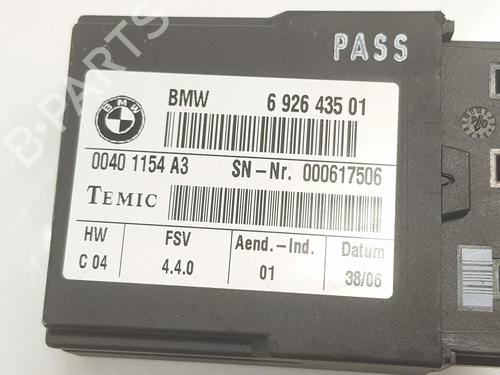 PASS
BMW 6 926 435 01
BMW
0040 1154 A3 SN-Nr. 000617506
TEMIC
HW FSV Aend.-Ind. Datum
C 04 4.4.0 01 38/06
B-PARTS